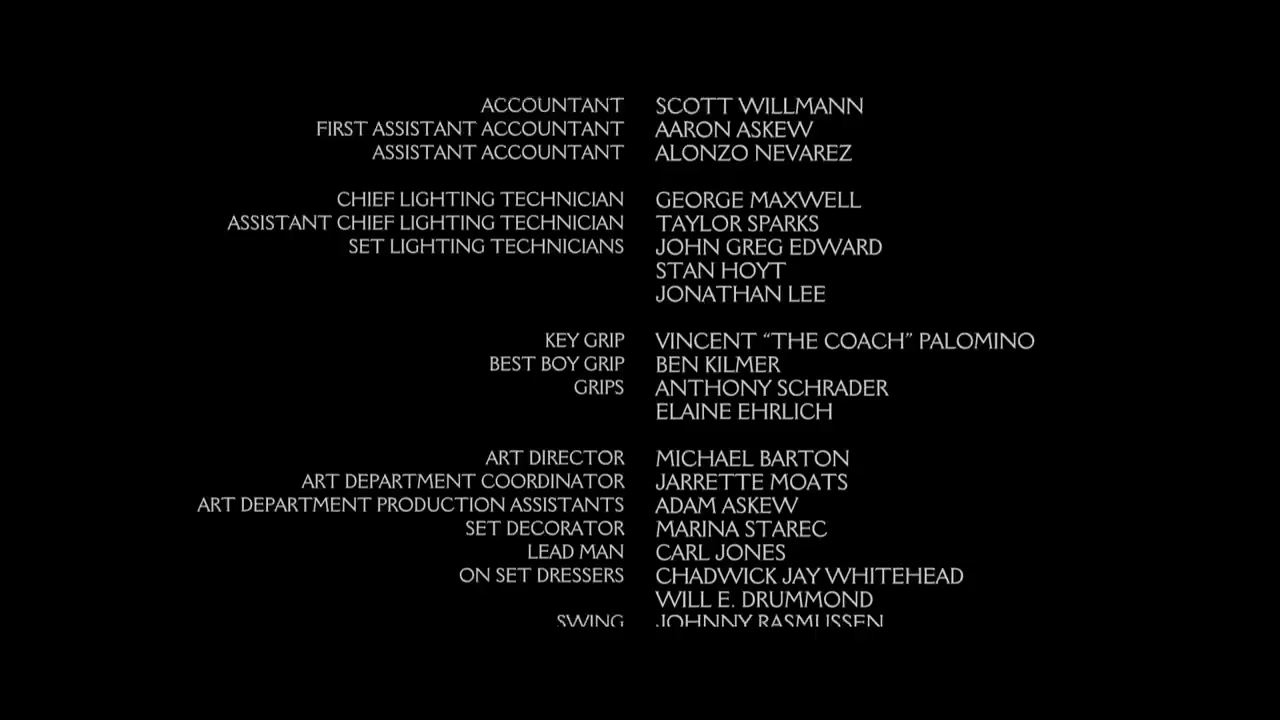 ACCOUNTANT SCOTT WILLMANN
FIRST ASSISTANT ACCOUNTANT AARON ASKEW
ASSISTANT ACCOUNTANT ALONZO NEVAREZ
CHIEF LIGHTING TECHNICIAN GEORGE MAXWELL
ASSISTANT CHIEF LIGHTING TECHNICIAN TAYLOR SPARKS
SET LIGHTING TECHNICIANS JOHN GREG EDWARD
STAN HOYT
JONATHAN LEE
KEY GRIP VINCENT “THE COACH” PALOMINO
BEST BOY GRIP BEN KILMER
GRIPS ANTHONY SCHRADER
ELAINE EHRLICH
ART DIRECTOR MICHAEL BARTON
ART DEPARTMENT COORDINATOR JARRETTE MOATS
ART DEPARTMENT PRODUCTION ASSISTANTS ADAM ASKEW
SET DECORATOR MARINA STAREC
LEAD MAN CARL JONES
ON SET DRESSERS CHADWICK JAY WHITEHEAD
WILL E. DRUMMOND
SWING JOHNNY RASMUSSEN